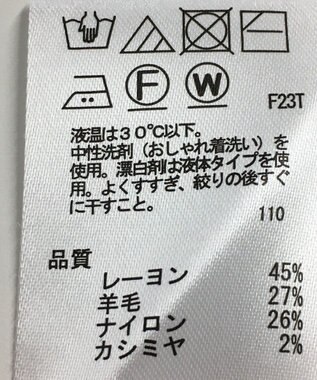 F
W
F23T
液温は30℃以下。
中性洗剤（おしゃれ着洗い）を
使用。漂白剤は液体タイプを使
用。よくすすぎ、絞りの後すぐ
に干すこと。
110
品質
レーヨン 45%
羊毛 27%
ナイロン 26%
カシミヤ 2%